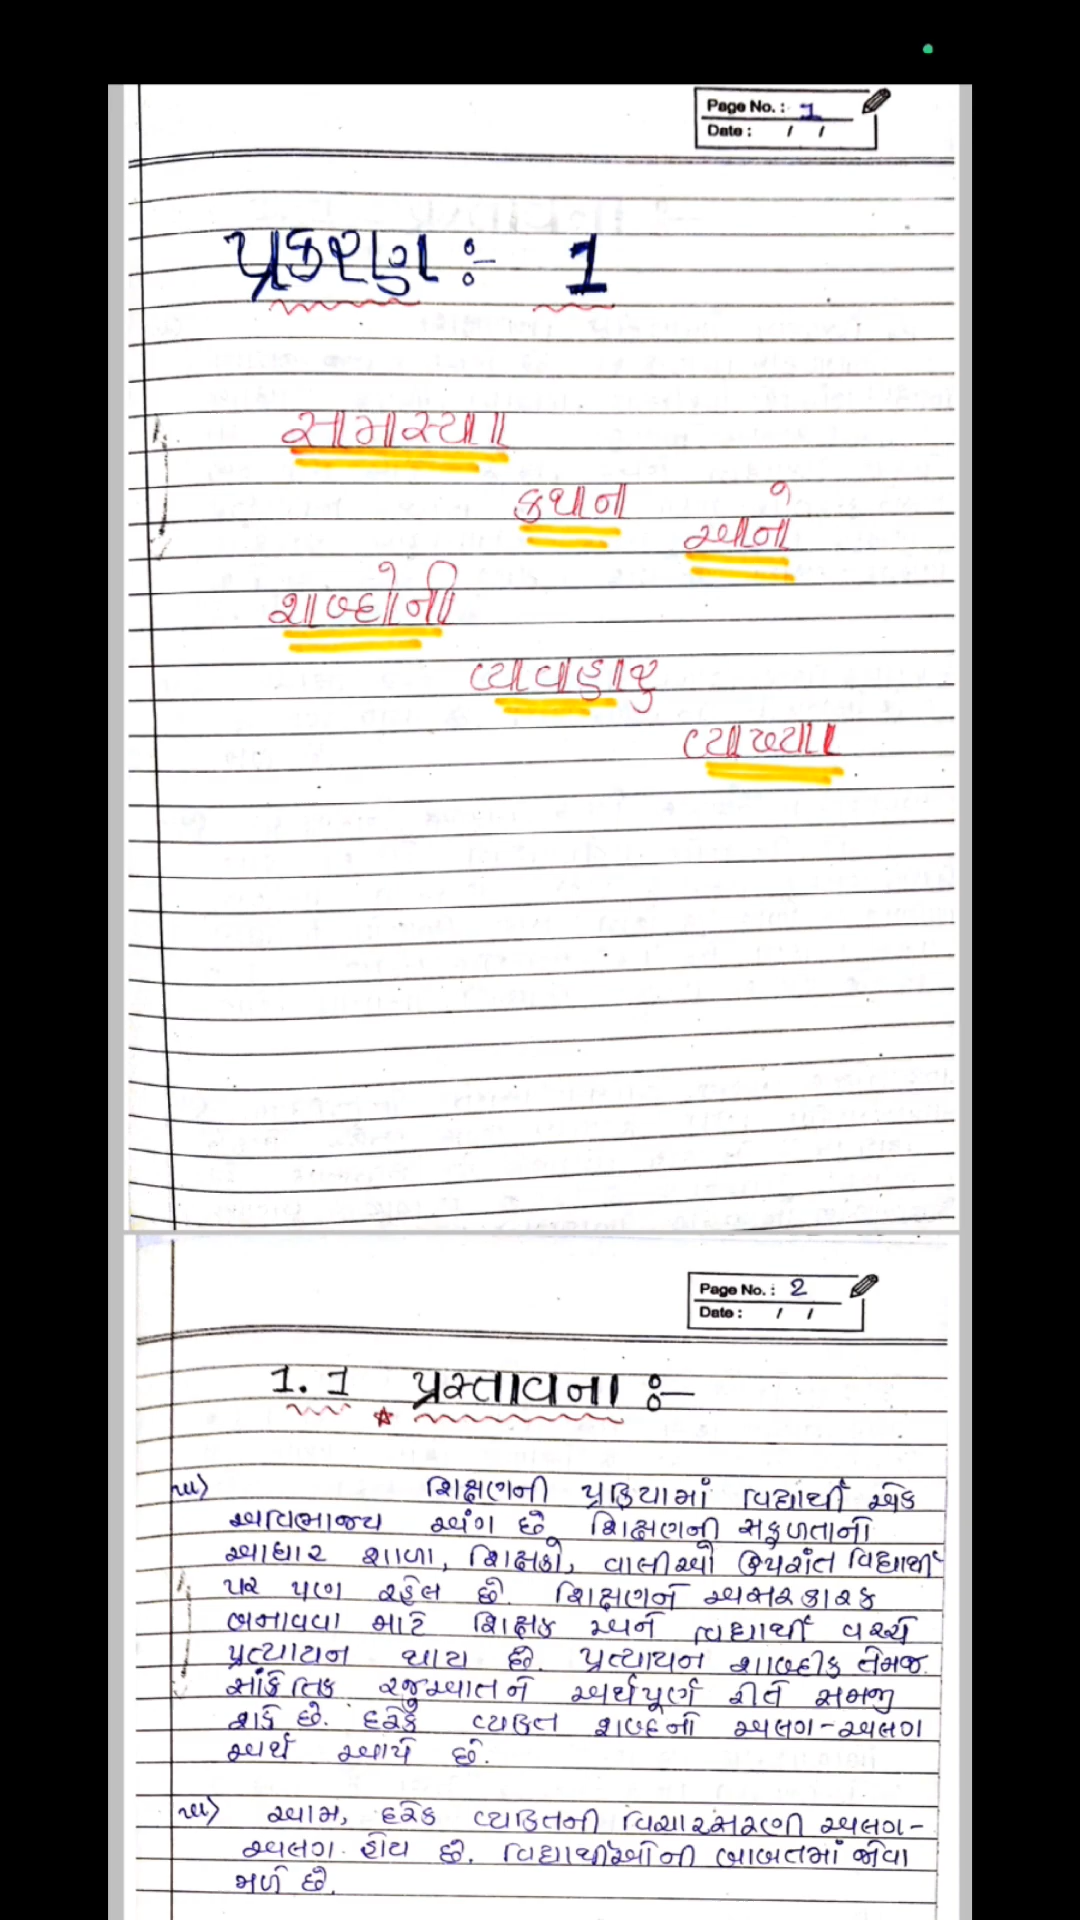 Page No.: 1
Date: / /
પ્રકરણ :- 1
સમસ્યા
કથન
અને
શબ્દોની
વ્યવહારુ
વ્યાખ્યા
Page No.: 2
Date: / /
1.1 પ્રસ્તાવના :-
શિક્ષણની પ્રક્રિયામાં વિદ્યાર્થી એક
અવિભાજ્ય અંગ છે. શિક્ષણની સફળતાનો
આધાર શાળા, શિક્ષકો, વાલીઓ ઉપરાંત વિદ્યાર્થી
પર પણ રહેલ છે. શિક્ષણને અસરકારક
બનાવવા માટે શિક્ષક અને વિદ્યાર્થી વચ્ચે
પ્રત્યાયન થાય છે. પ્રત્યાયન શાબ્દીક તેમજ
સાંકેતિક રજુઆતને અર્થપૂર્ણ રીતે સમજી
શકે છે. દરેક વ્યકિત શબ્દનો અલગ-અલગ
અર્થ આપે છે.
આમ, દરેક વ્યકિતની વિચારસરણી અલગ-
અલગ હોય છે. વિદ્યાર્થીઓની બાબતમાં જોવા
મળે છે.